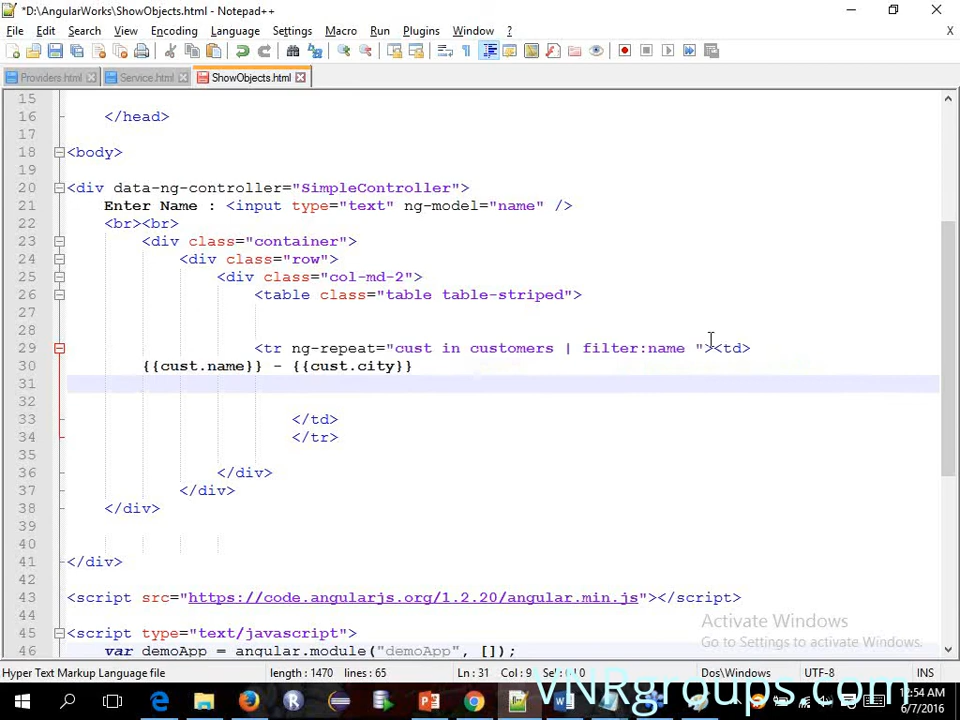 *D:\AngularWorks\ShowObjects.html - Notepad++
File Edit Search View Encoding Language Settings Macro Run Plugins Window ? X
Providers.html Service.html ShowObjects.html
15
16 </head>
17
18 <body>
19
20 <div data-ng-controller="SimpleController">
21 Enter Name : <input type="text" ng-model="name" />
22 <br><br>
23 <div class="container">
24 <div class="row">
25 <div class="col-md-2">
26 <table class="table table-striped">
27
28
29 <tr ng-repeat="cust in customers | filter:name "><td>
30 {{cust.name}} - {{cust.city}}
31
32
33 </td>
34 </tr>
35
36 </div>
37 </div>
38 </div>
39
40
41 </div>
42
43 <script src="https://code.angularjs.org/1.2.20/angular.min.js"></script>
44
45 <script type="text/javascript">
46 var demoApp = angular.module("demoApp", []);
Activate Windows
Go to Settings to activate Windows.
Hyper Text Markup Language file length : 1470 lines : 65 Ln : 31 Col : 9 Sel : 0 | 0 Dos\Windows UTF-8 INS
VNRgroups.com
12:54 AM
6/7/2016